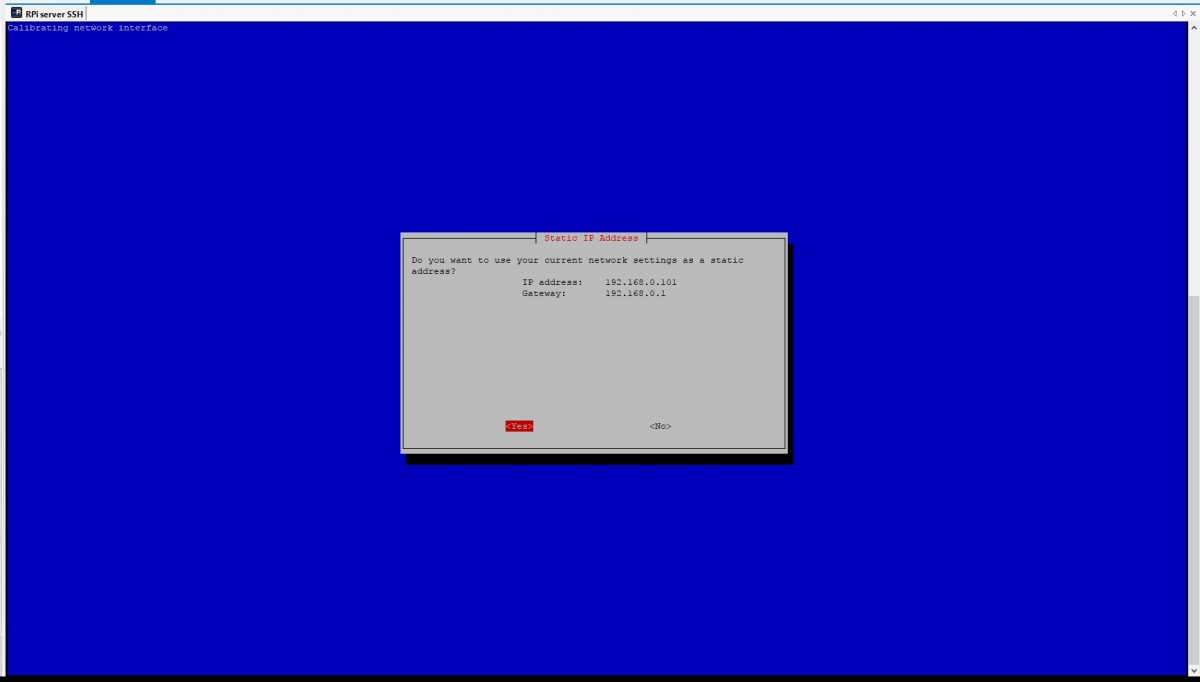 RPi server SSH
Calibrating network interface
Static IP Address
Do you want to use your current network settings as a static
address?
IP address: 192.168.0.101
Gateway: 192.168.0.1
<Yes> <No>